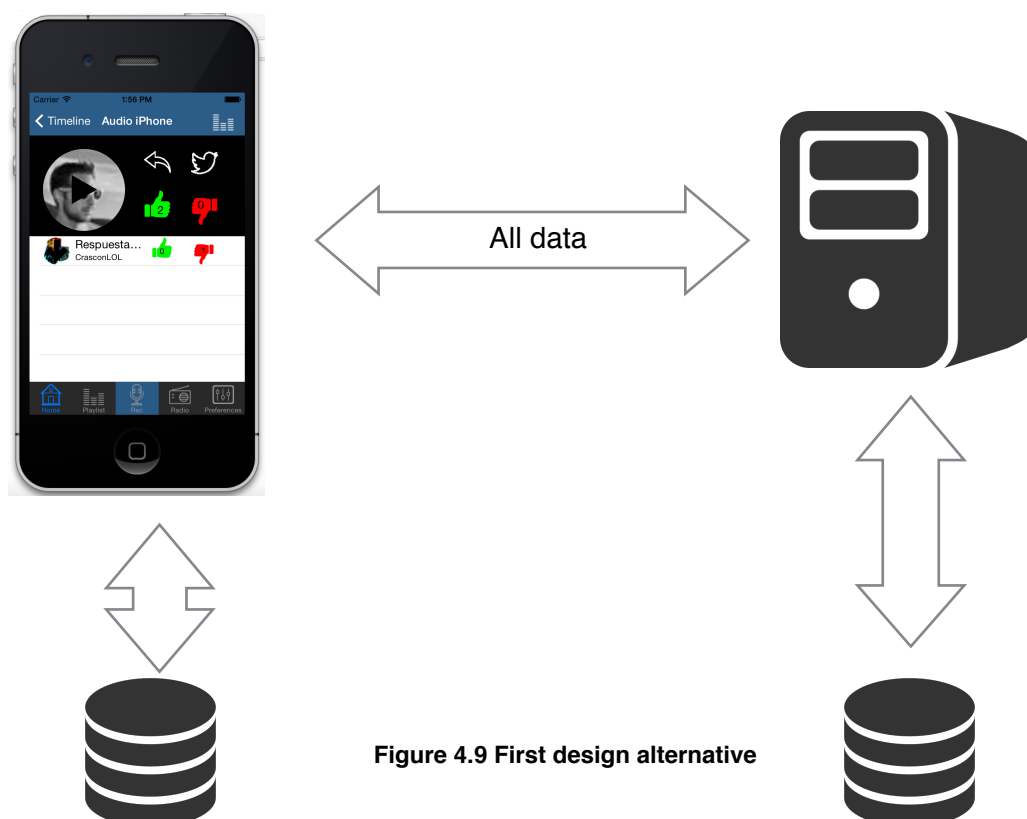 Carrier 1:56 PM
Timeline Audio iPhone
2 0
Respuesta...
CrasconLOL
0
Home Playlist Rec Radio Preferences
All data
Figure 4.9 First design alternative